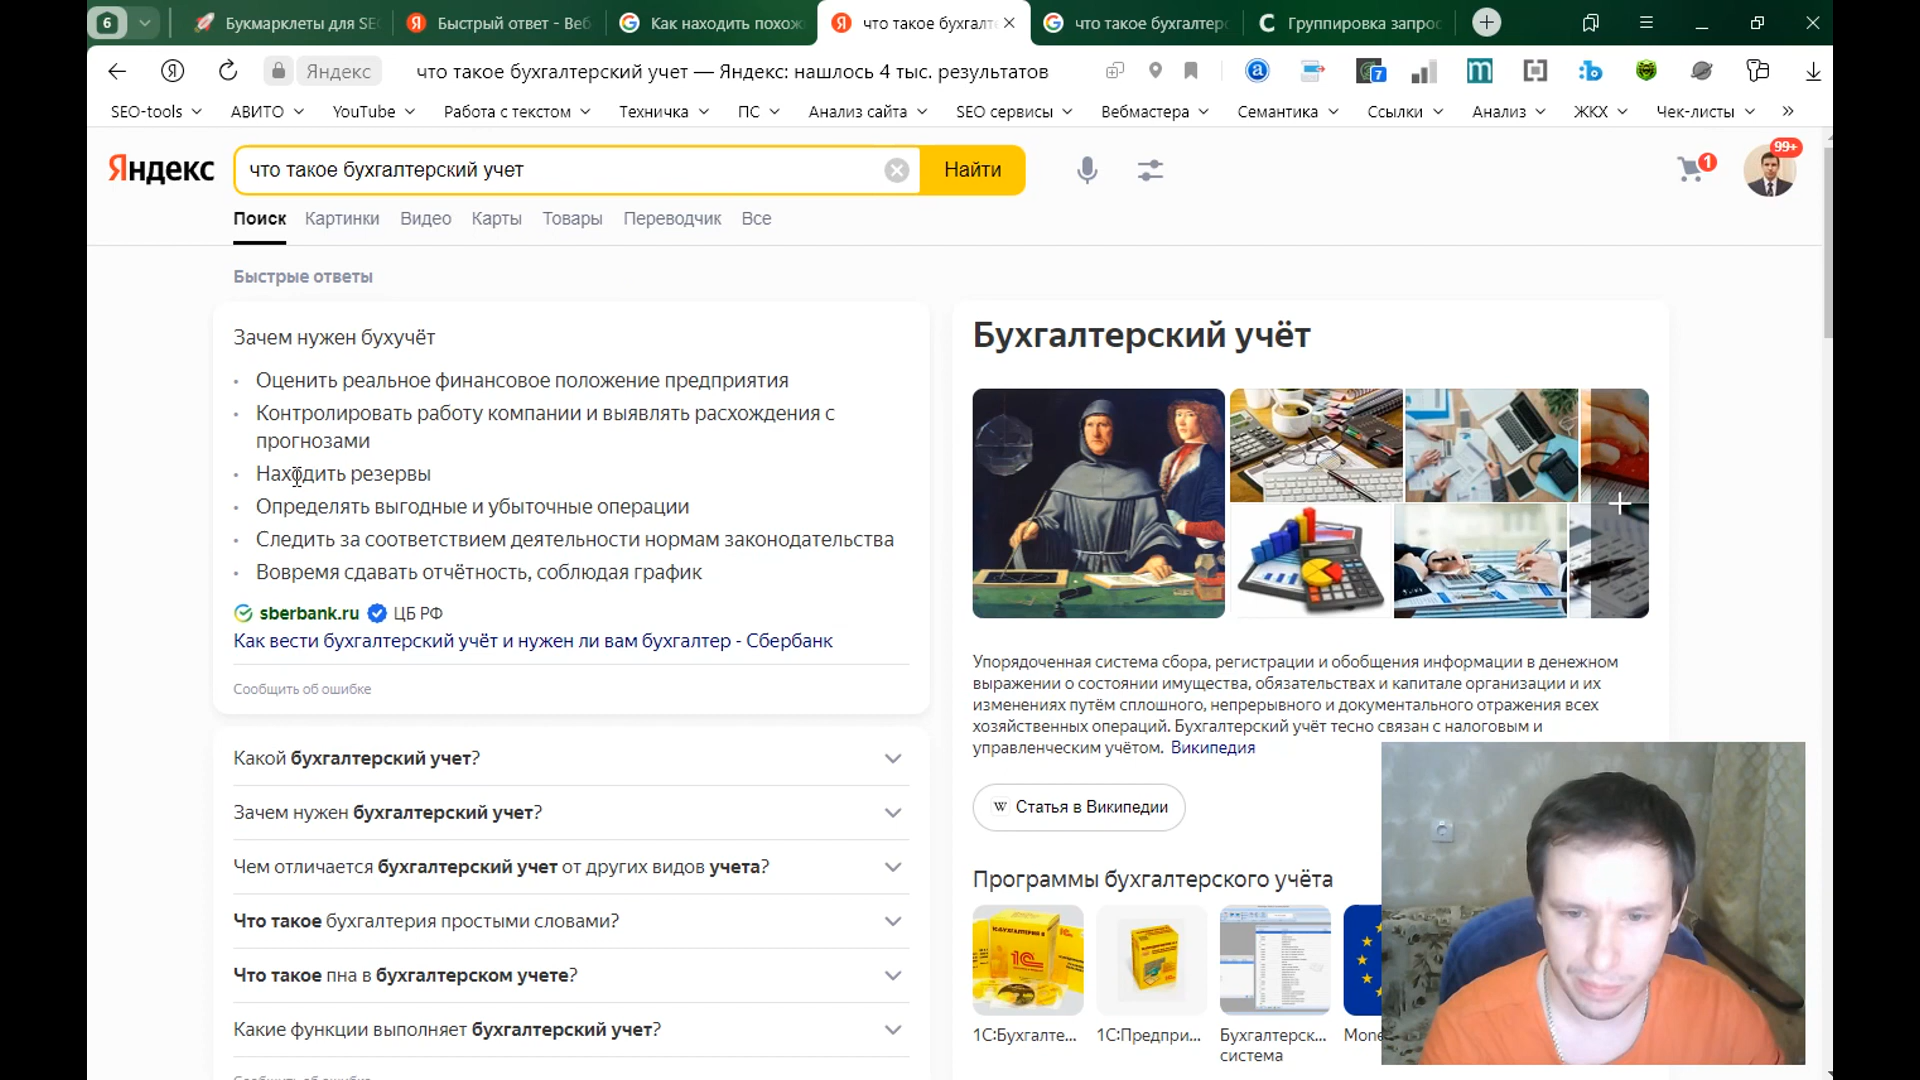 6
Букмарклеты для SE
Быстрый ответ - Веб
Как находить похож
что такое бухгалт
что такое бухгалтер
Группировка запрос
Яндекс
что такое бухгалтерский учет — Яндекс: нашлось 4 тыс. результатов
7
SEO-tools
АВИТО
YouTube
Работа с текстом
Техничка
ПС
Анализ сайта
SEO сервисы
Вебмастера
Семантика
Ссылки
Анализ
ЖКХ
Чек-листы
Яндекс
что такое бухгалтерский учет
Найти
1
99+
Поиск
Картинки
Видео
Карты
Товары
Переводчик
Все
Быстрые ответы
Зачем нужен бухучёт
• Оценить реальное финансовое положение предприятия
• Контролировать работу компании и выявлять расхождения с
прогнозами
• Находить резервы
• Определять выгодные и убыточные операции
• Следить за соответствием деятельности нормам законодательства
• Вовремя сдавать отчётность, соблюдая график
sberbank.ru ЦБ РФ
Как вести бухгалтерский учёт и нужен ли вам бухгалтер - Сбербанк
Сообщить об ошибке
Какой бухгалтерский учет?
Зачем нужен бухгалтерский учет?
Чем отличается бухгалтерский учет от других видов учета?
Что такое бухгалтерия простыми словами?
Что такое пна в бухгалтерском учете?
Какие функции выполняет бухгалтерский учет?
Бухгалтерский учёт
Упорядоченная система сбора, регистрации и обобщения информации в денежном
выражении о состоянии имущества, обязательствах и капитале организации и их
изменениях путём сплошного, непрерывного и документального отражения всех
хозяйственных операций. Бухгалтерский учёт тесно связан с налоговым и
управленческим учётом. Википедия
W Статья в Википедии
Программы бухгалтерского учёта
1С:Бухгалте...
1С:Предпри...
Бухгалтерск...
система
Mone